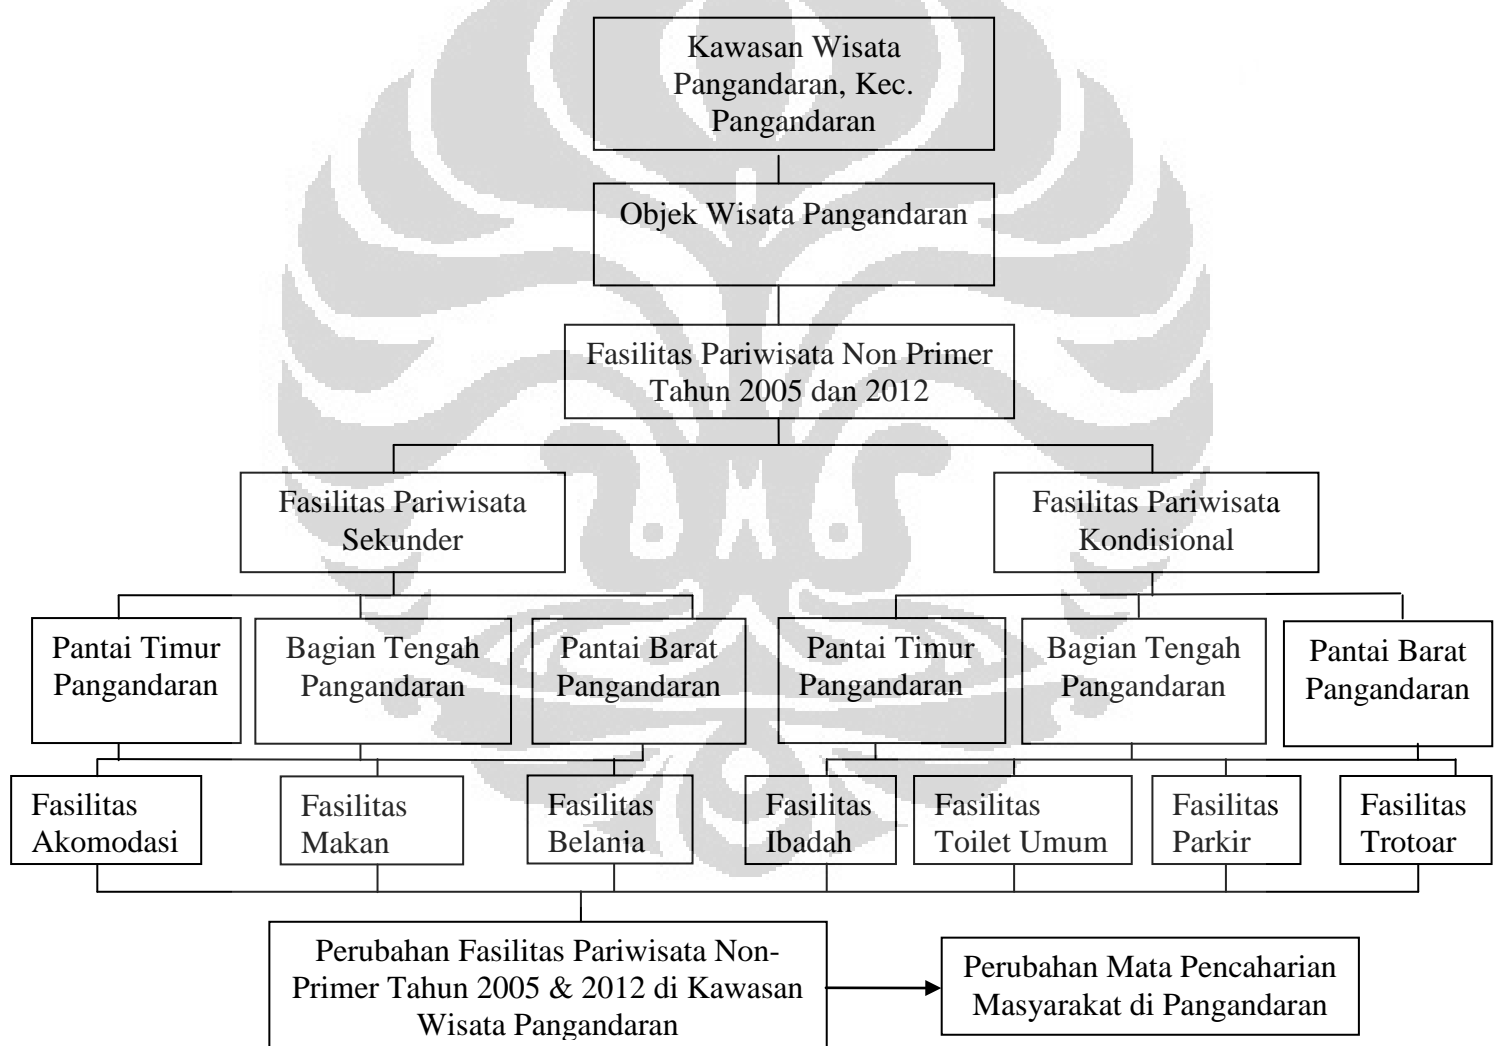 Kawasan Wisata
Pangandaran, Kec.
Pangandaran
Objek Wisata Pangandaran
Fasilitas Pariwisata Non Primer
Tahun 2005 dan 2012
Fasilitas Pariwisata
Sekunder
Fasilitas Pariwisata
Kondisional
Pantai Timur
Pangandaran
Bagian Tengah
Pangandaran
Pantai Barat
Pangandaran
Pantai Timur
Pangandaran
Bagian Tengah
Pangandaran
Pantai Barat
Pangandaran
Fasilitas
Akomodasi
Fasilitas
Makan
Fasilitas
Belanja
Fasilitas
Ibadah
Fasilitas
Toilet Umum
Fasilitas
Parkir
Fasilitas
Trotoar
Perubahan Fasilitas Pariwisata Non-
Primer Tahun 2005 & 2012 di Kawasan
Wisata Pangandaran
Perubahan Mata Pencaharian
Masyarakat di Pangandaran